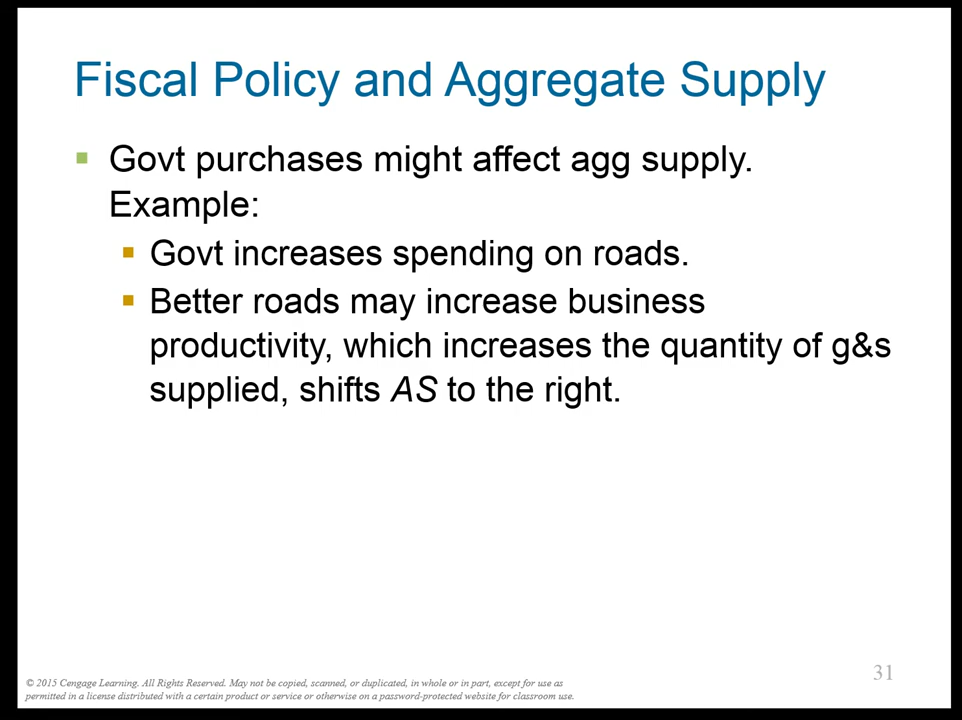 Fiscal Policy and Aggregate Supply
Govt purchases might affect agg supply.
Example:
Govt increases spending on roads.
Better roads may increase business
productivity, which increases the quantity of g&s
supplied, shifts AS to the right.
31
© 2015 Cengage Learning. All Rights Reserved. May not be copied, scanned, or duplicated, in whole or in part, except for use as
permitted in a license distributed with a certain product or service or otherwise on a password-protected website for classroom use.